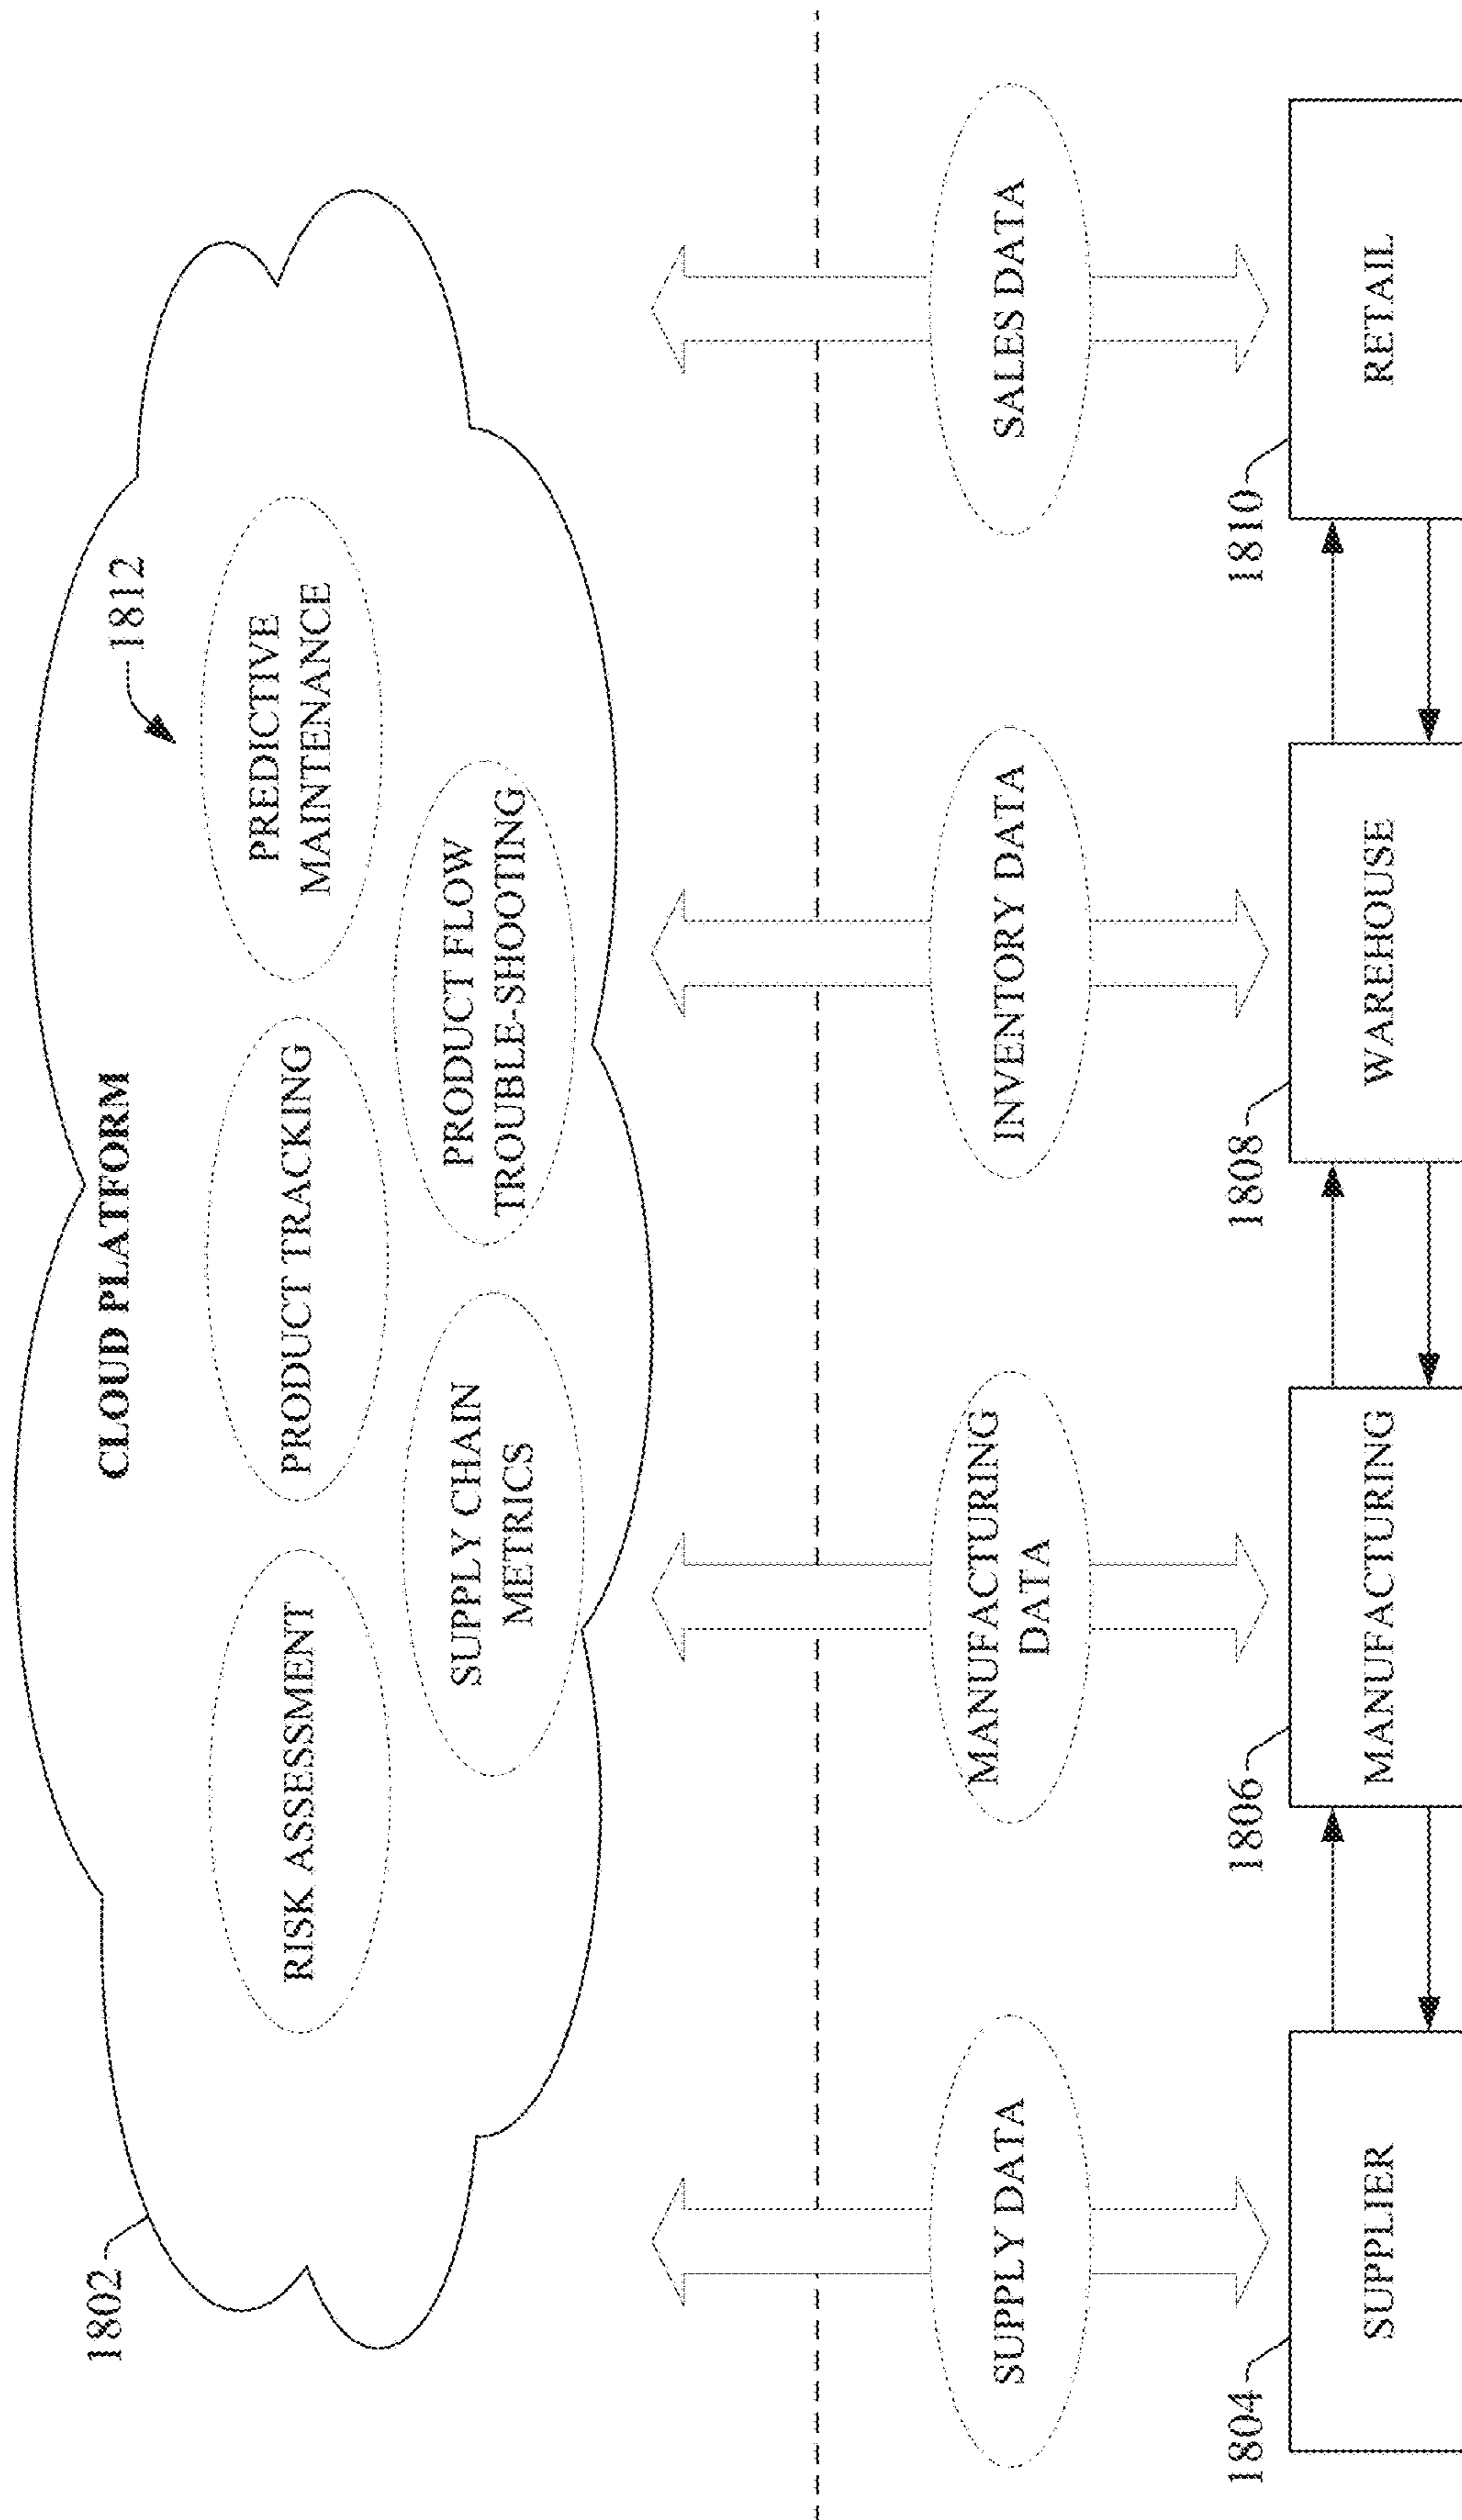 1802
CLOUD PLATFORM
1812
RISK ASSESSMENT
PRODUCT TRACKING
PREDICTIVE
MAINTENANCE
SUPPLY CHAIN
METRICS
PRODUCT FLOW
TROUBLE-SHOOTING
SUPPLY DATA
MANUFACTURING
DATA
INVENTORY DATA
SALES DATA
1804
1806
1808
1810
SUPPLIER
MANUFACTURING
WAREHOUSE
RETAIL